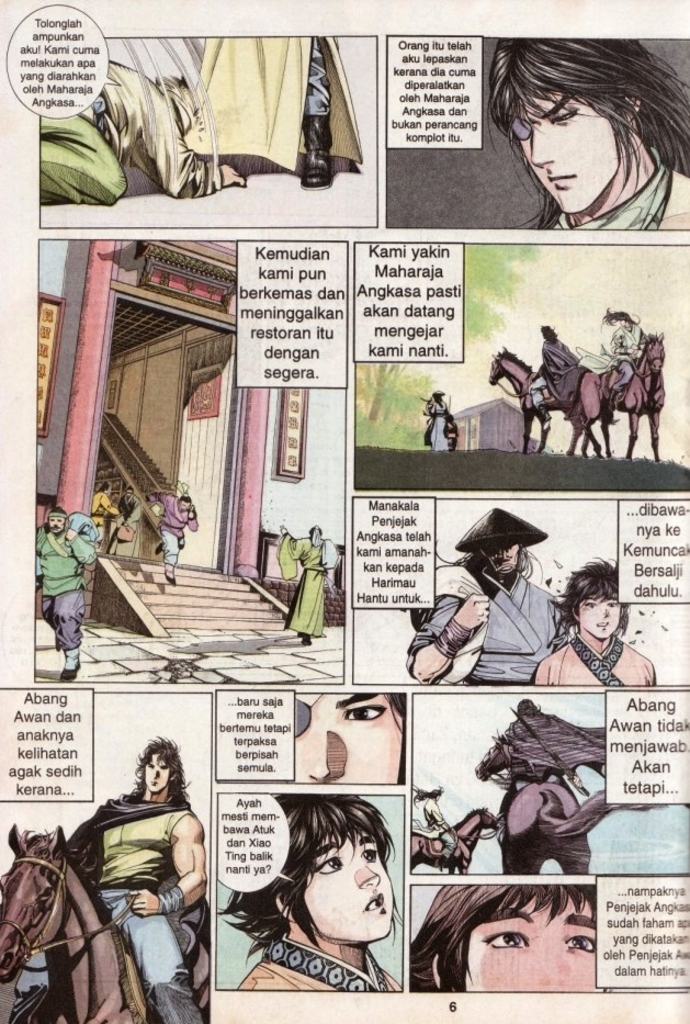 Tolonglah
ampunkan
aku! Kami cuma
melakukan apa
yang diarahkan
oleh Maharaja
Angkasa...
Orang itu telah
aku lepaskan
kerana dia cuma
diperalatkan
oleh Maharaja
Angkasa dan
bukan perancang
komplot itu.
Kemudian
kami pun
berkemas dan
meninggalkan
restoran itu
dengan
segera.
Kami yakin
Maharaja
Angkasa pasti
akan datang
mengejar
kami nanti.
Manakala
Penjejak
Angkasa telah
kami amanah-
kan kepada
Harimau
Hantu untuk...
...dibawa-
nya ke
Kemuncak
Bersalji
dahulu.
Abang
Awan dan
anaknya
kelihatan
agak sedih
kerana...
...baru saja
mereka
bertemu tetapi
terpaksa
berpisah
semula.
Abang
Awan tidak
menjawab.
Akan
tetapi...
Ayah
mesti mem-
bawa Atuk
dan Xiao
Ting balik
nanti ya?
...nampaknya
Penjejak Angkasa
sudah faham
yang dikatakan
oleh Penjejak
dalam hatinya.
6